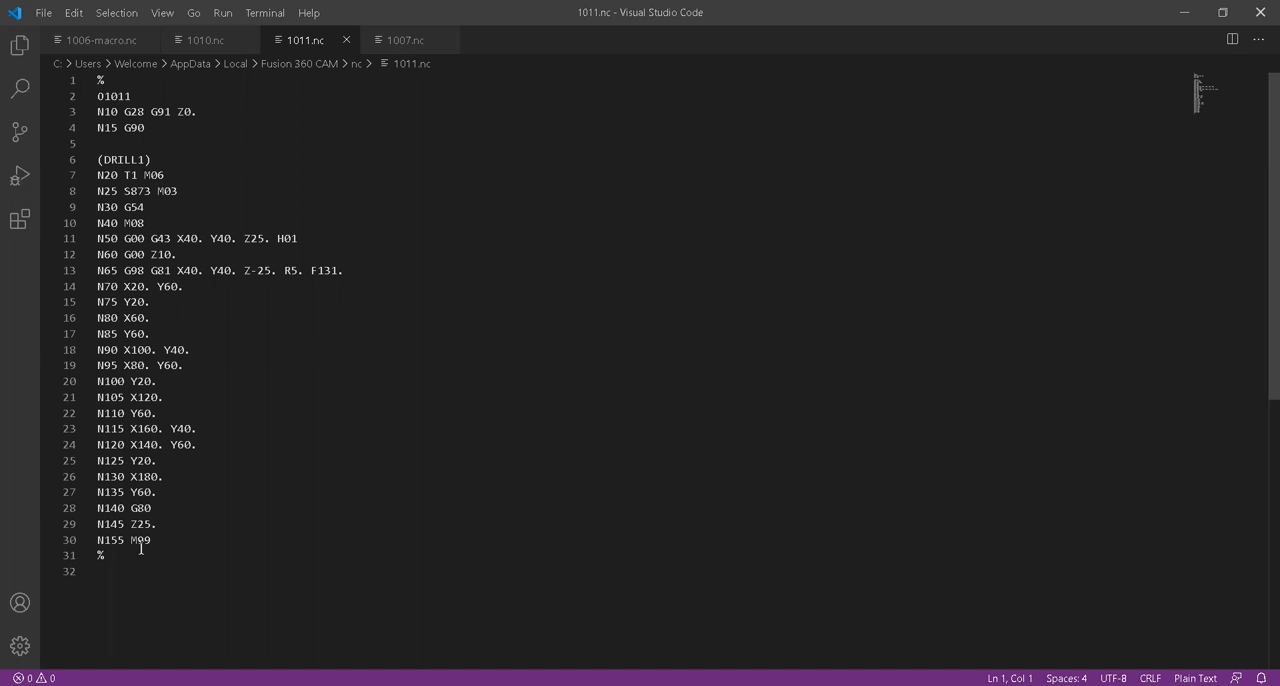 File Edit Selection View Go Run Terminal Help 1011.nc - Visual Studio Code
1006-macro.nc 1010.nc 1011.nc 1007.nc
C: > Users > Welcome > AppData > Local > Fusion 360 CAM > nc > 1011.nc
1 %
2 O1011
3 N10 G28 G91 Z0.
4 N15 G90
5
6 (DRILL1)
7 N20 T1 M06
8 N25 S873 M03
9 N30 G54
10 N40 M08
11 N50 G00 G43 X40. Y40. Z25. H01
12 N60 G00 Z10.
13 N65 G98 G81 X40. Y40. Z-25. R5. F131.
14 N70 X20. Y60.
15 N75 Y20.
16 N80 X60.
17 N85 Y60.
18 N90 X100. Y40.
19 N95 X80. Y60.
20 N100 Y20.
21 N105 X120.
22 N110 Y60.
23 N115 X160. Y40.
24 N120 X140. Y60.
25 N125 Y20.
26 N130 X180.
27 N135 Y60.
28 N140 G80
29 N145 Z25.
30 N155 M99
31 %
32
0 0 Ln 1, Col 1 Spaces: 4 UTF-8 CRLF Plain Text